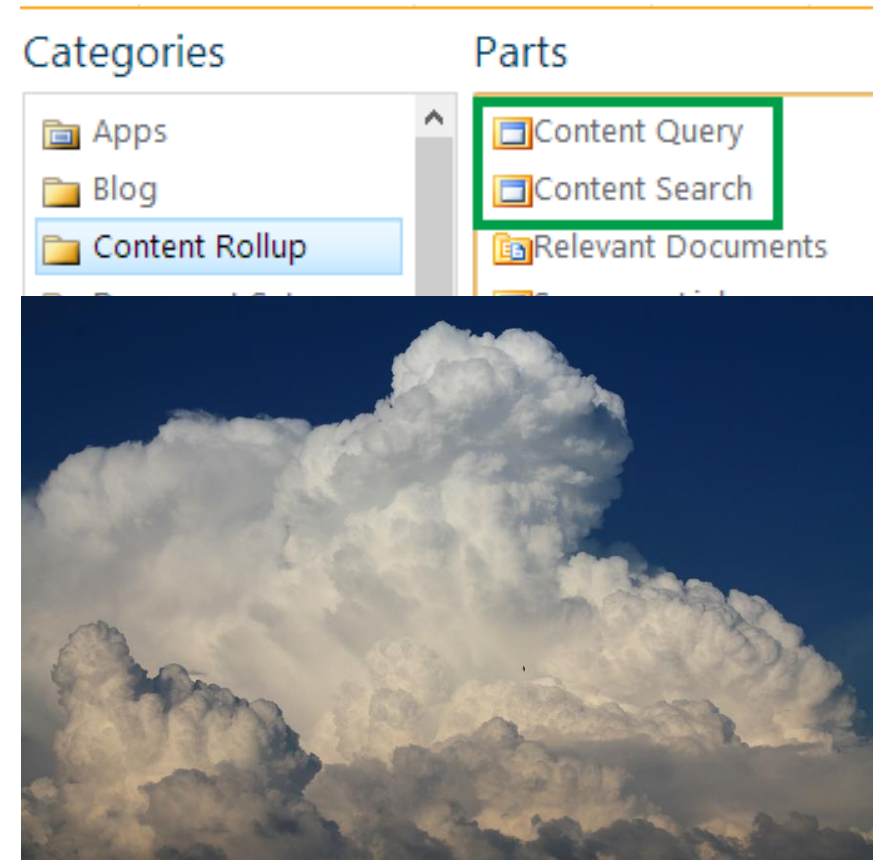 Categories
Parts
Apps
Blog
Content Rollup
Content Query
Content Search
Relevant Documents